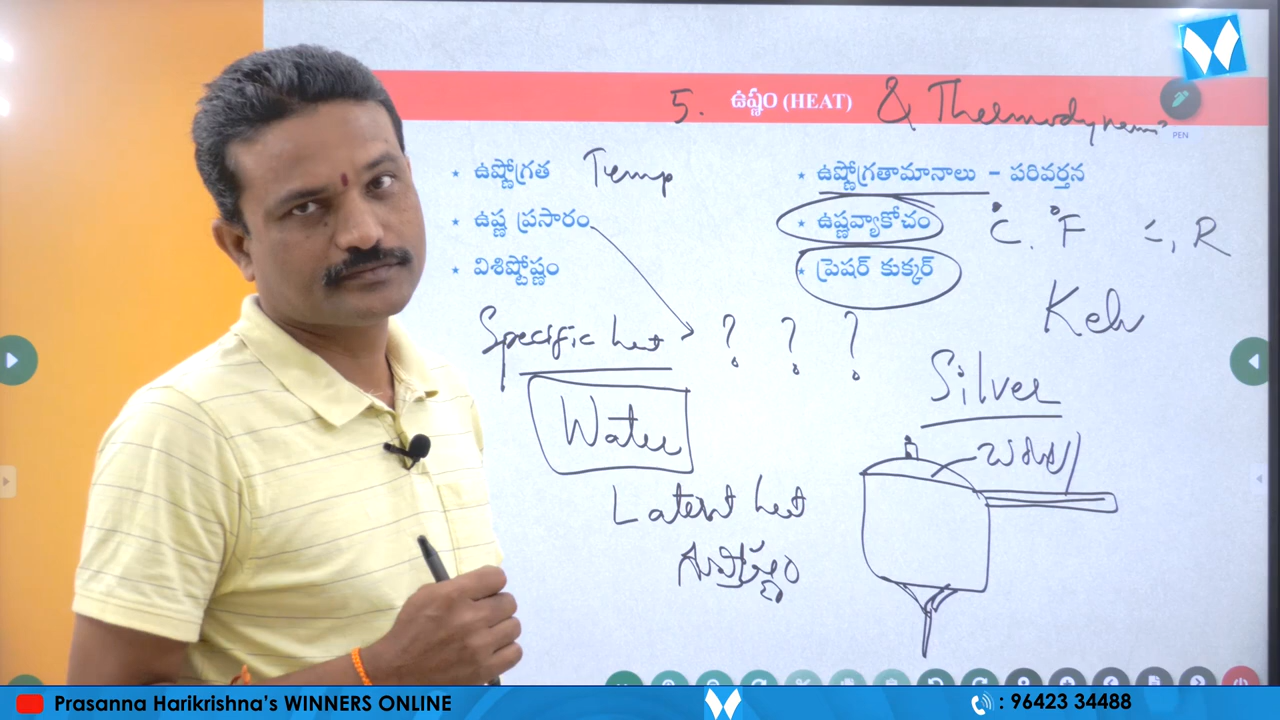 5. ఉష్ణం (HEAT) & Thermodynamics
PEN
★ ఉష్ణోగ్రత Temp
★ ఉష్ణ ప్రసారం
★ విశిష్టోష్ణం
★ ఉష్ణోగ్రతామానాలు – పరివర్తన
★ ఉష్ణవ్యాకోచం °C. °F R
★ ప్రెషర్ కుక్కర్
Kelv
Specific heat ? ? ?
Silver
Water
Latent heat
Prasanna Harikrishna's WINNERS ONLINE
: 96423 34488